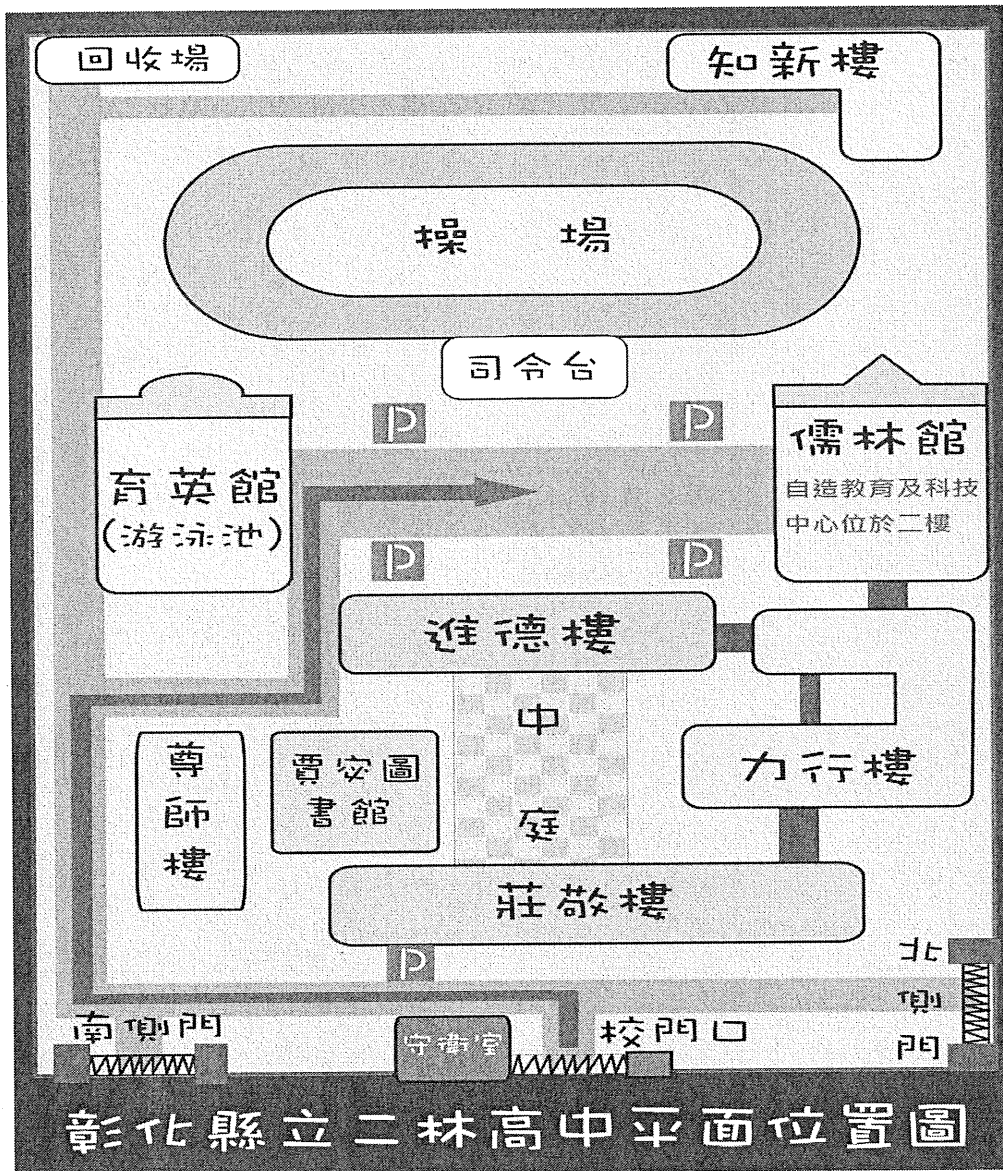 回收場
知新樓
操場
司令台
P
P
育英館
(游泳池)
儒林館
自造教育及科技
中心位於二樓
P
P
進德樓
中庭
尊師樓
賈安圖
書館
力行樓
莊敬樓
P
北側門
南側門
守衛室
校門口
彰化縣立二林高中平面位置圖